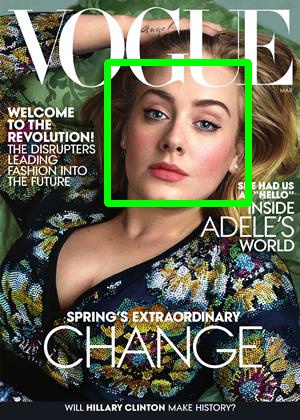 VOGUE
MAR
WELCOME
TO THE
REVOLUTION!
THE DISRUPTERS
LEADING
FASHION INTO
THE FUTURE
SHE HAD US
AT "HELLO"
INSIDE
ADELE'S
WORLD
SPRING'S EXTRAORDINARY
CHANGE
WILL HILLARY CLINTON MAKE HISTORY?